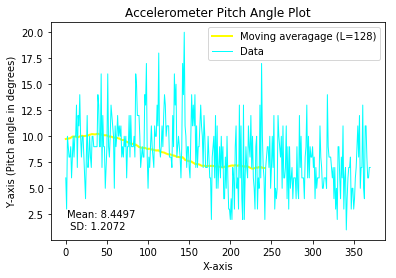 Accelerometer Pitch Angle Plot
Moving averagage (L=128)
Data
20.0
17.5
15.0
12.5
10.0
7.5
5.0
2.5
Y-axis (Pitch angle in degrees)
Mean: 8.4497
SD: 1.2072
0 50 100 150 200 250 300 350
X-axis